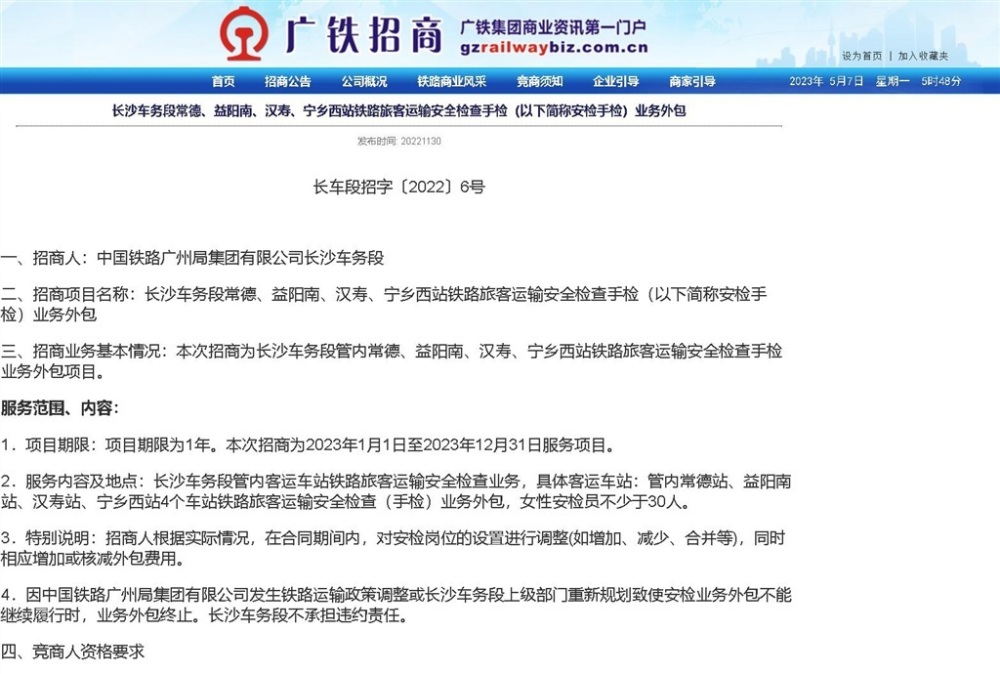 广铁招商
广铁集团商业资讯第一门户
gzrailwaybiz.com.cn
设为首页 | 加入收藏夹
首页 招商公告 公司概况 铁路商业风采 竞商须知 企业引导 商家引导 2023年 5月7日 星期一 5时48分
长沙车务段常德、益阳南、汉寿、宁乡西站铁路旅客运输安全检查手检（以下简称安检手检）业务外包
发布时间: 20221130
长车段招字〔2022〕6号
一、招商人：中国铁路广州局集团有限公司长沙车务段
二、招商项目名称：长沙车务段常德、益阳南、汉寿、宁乡西站铁路旅客运输安全检查手检（以下简称安检手
检）业务外包
三、招商业务基本情况：本次招商为长沙车务段管内常德、益阳南、汉寿、宁乡西站铁路旅客运输安全检查手检
业务外包项目。
服务范围、内容：
1．项目期限：项目期限为1年。本次招商为2023年1月1日至2023年12月31日服务项目。
2．服务内容及地点：长沙车务段管内客运车站铁路旅客运输安全检查业务，具体客运车站：管内常德站、益阳南
站、汉寿站、宁乡西站4个车站铁路旅客运输安全检查（手检）业务外包，女性安检员不少于30人。
3．特别说明：招商人根据实际情况，在合同期间内，对安检岗位的设置进行调整(如增加、减少、合并等)，同时
相应增加或核减外包费用。
4．因中国铁路广州局集团有限公司发生铁路运输政策调整或长沙车务段上级部门重新规划致使安检业务外包不能
继续履行时，业务外包终止。长沙车务段不承担违约责任。
四、竞商人资格要求